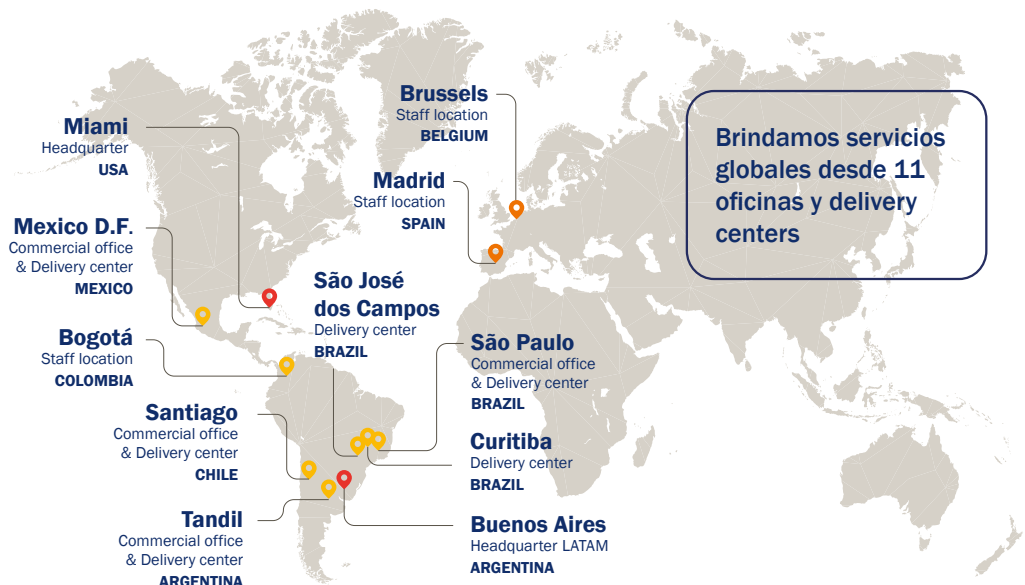 Miami
Headquarter
USA
Mexico D.F.
Commercial office
& Delivery center
MEXICO
Bogotá
Staff location
COLOMBIA
Santiago
Commercial office
& Delivery center
CHILE
Tandil
Commercial office
& Delivery center
ARGENTINA
Brussels
Staff location
BELGIUM
Madrid
Staff location
SPAIN
São José
dos Campos
Delivery center
BRAZIL
São Paulo
Commercial office
& Delivery center
BRAZIL
Curitiba
Delivery center
BRAZIL
Buenos Aires
Headquarter LATAM
ARGENTINA
Brindamos servicios
globales desde 11
oficinas y delivery
centers